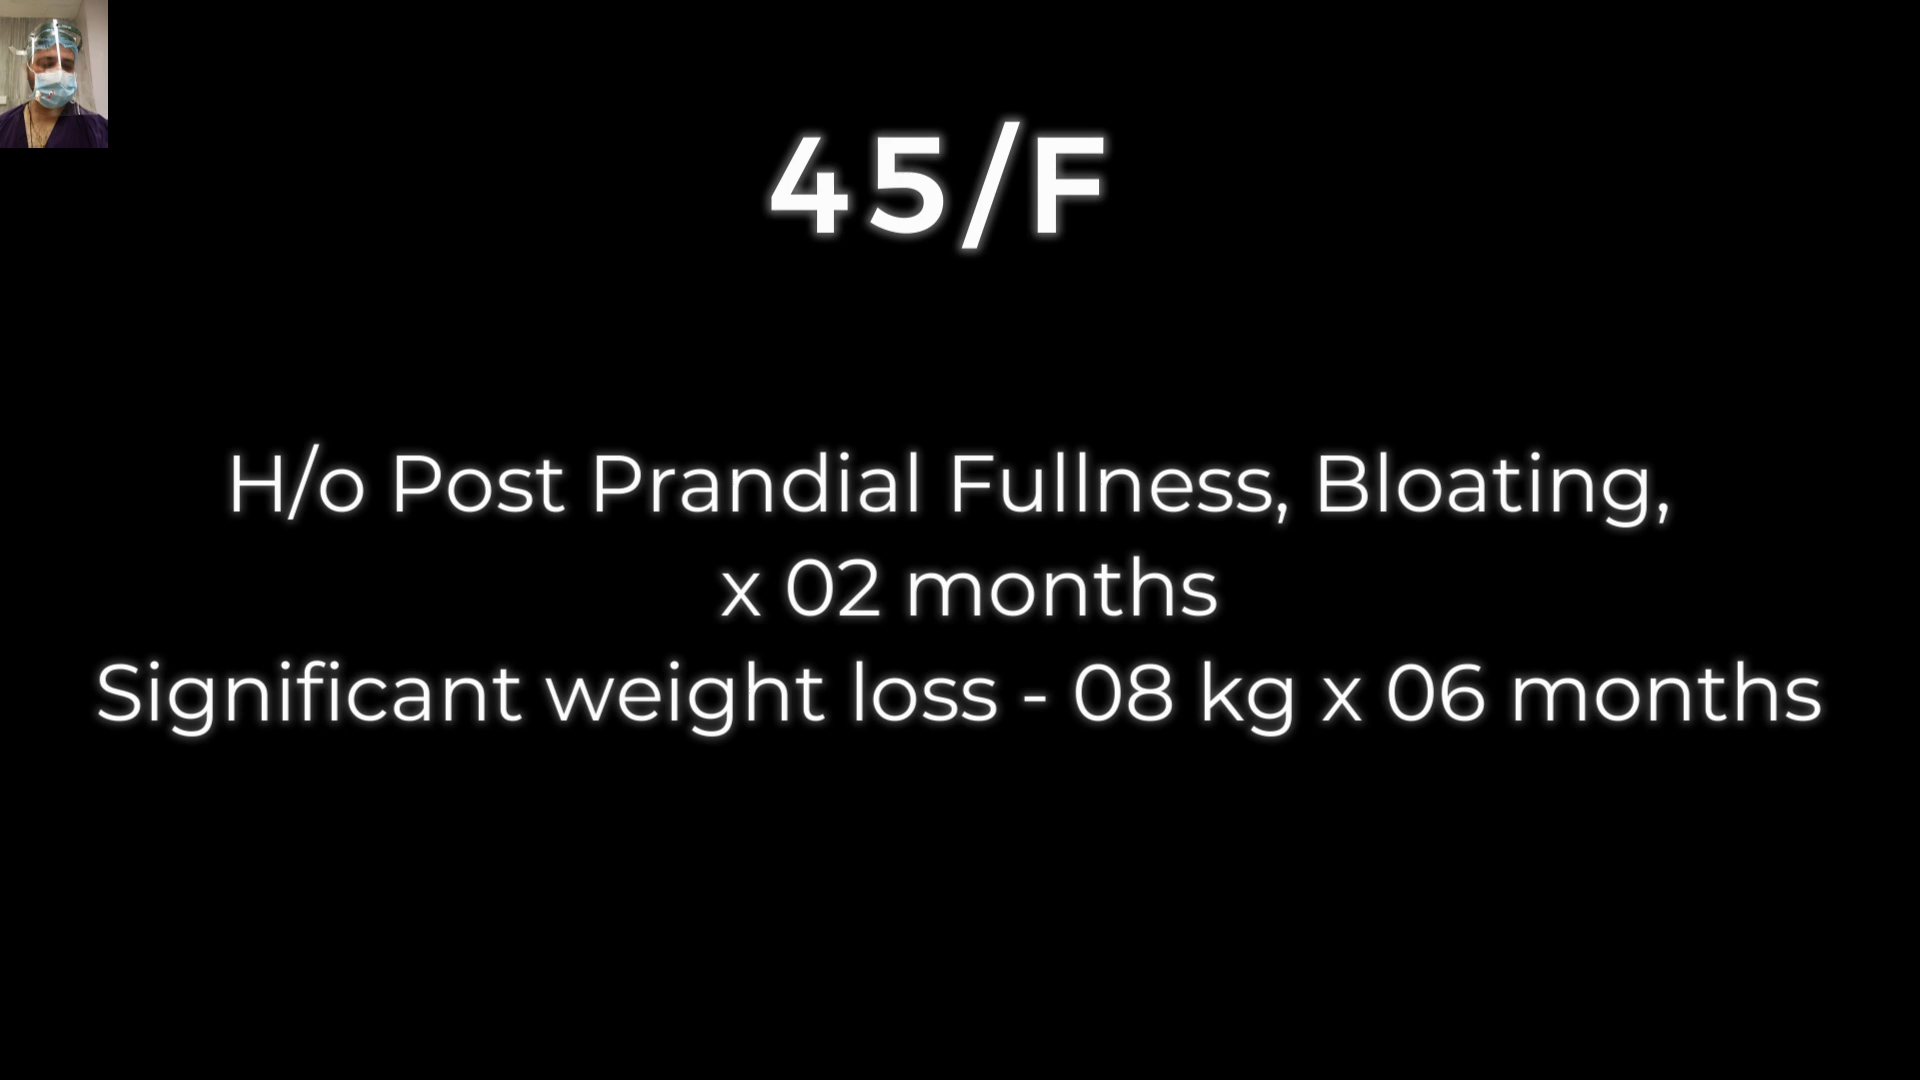 45/F
H/o Post Prandial Fullness, Bloating,
x 02 months
Significant weight loss - 08 kg x 06 months